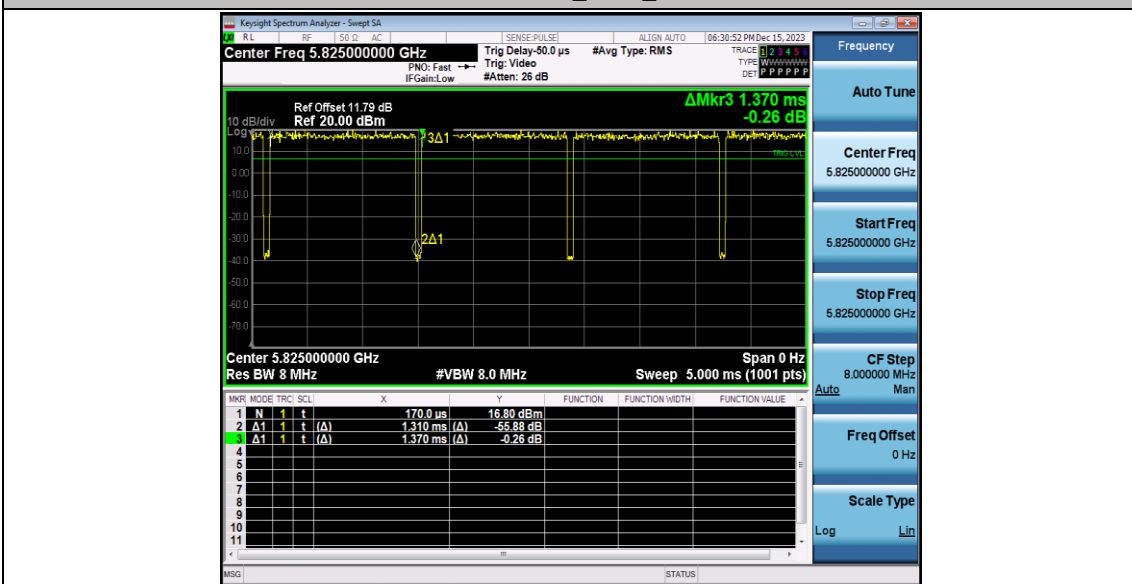 Keysight Spectrum Analyzer - Swept SA
LXI RL RF 50 Ω AC SENSE:PULSE ALIGN AUTO 06:30:52 PM Dec 15, 2023
Center Freq 5.825000000 GHz
PNO: Fast
IFGain:Low
Trig Delay-50.0 µs #Avg Type: RMS
Trig: Video
#Atten: 26 dB
TRACE 1 2 3 4 5 6
TYPE WWWWWW
DET P P P P P P
Frequency
Auto Tune
Center Freq
5.825000000 GHz
Start Freq
5.825000000 GHz
Stop Freq
5.825000000 GHz
CF Step
8.000000 MHz
Auto Man
Freq Offset
0 Hz
Scale Type
Log Lin
ΔMkr3 1.370 ms
-0.26 dB
Ref Offset 11.79 dB
10 dB/div Ref 20.00 dBm
Log
10.0
0.00
-10.0
-20.0
-30.0
-40.0
-50.0
-60.0
-70.0
3Δ1
TRIG LVL
2Δ1
Center 5.825000000 GHz Span 0 Hz
Res BW 8 MHz #VBW 8.0 MHz Sweep 5.000 ms (1001 pts)
MKR MODE TRC SCL X Y FUNCTION FUNCTION WIDTH FUNCTION VALUE
1 N 1 t 170.0 µs 16.80 dBm
2 Δ1 1 t (Δ) 1.310 ms (Δ) -55.88 dB
3 Δ1 1 t (Δ) 1.370 ms (Δ) -0.26 dB
4
5
6
7
8
9
10
11
MSG STATUS